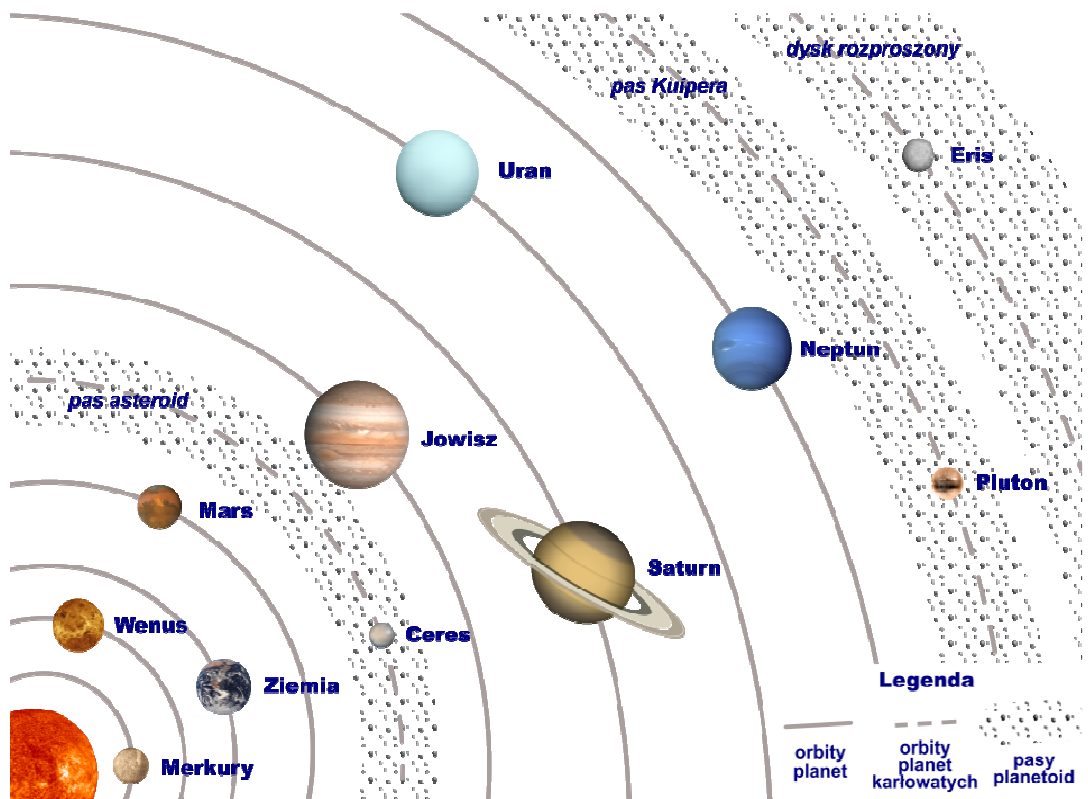 dysk rozproszony
pas Kuipera
Eris
Uran
Neptun
pas asteroid
Jowisz
Pluton
Mars
Saturn
Wenus
Ceres
Ziemia
Merkury
Legenda
orbity
planet
orbity
planet
karłowatych
pasy
planetoid